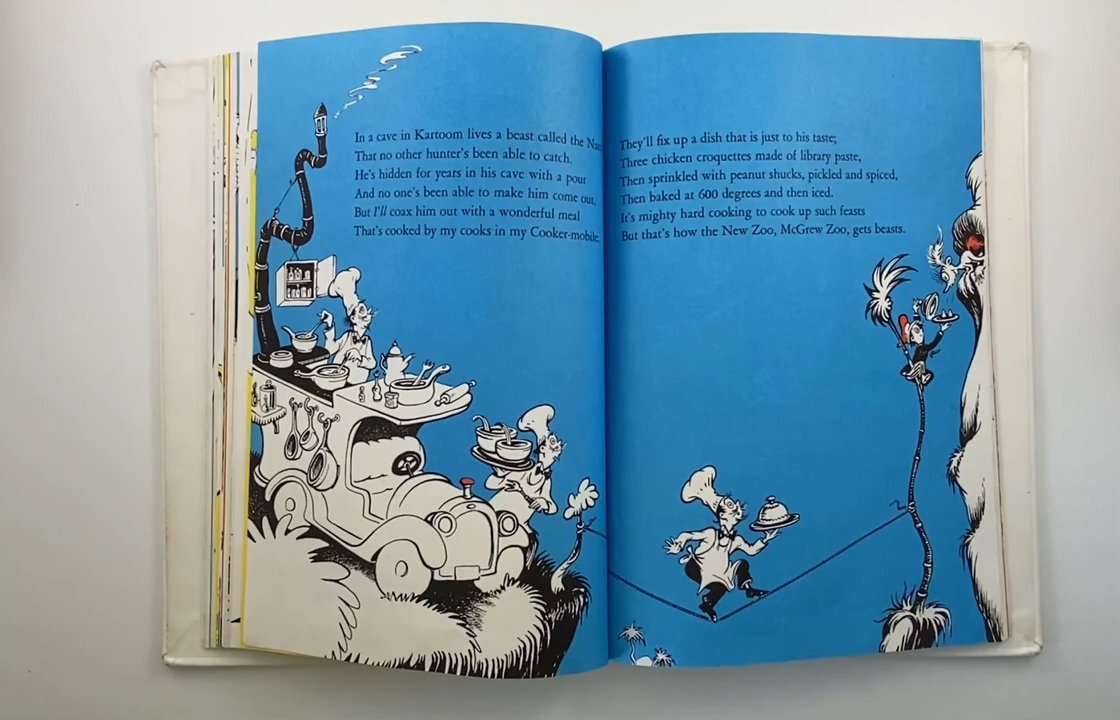 In a cave in Kartoom lives a beast called the
That no other hunter's been able to catch.
He's hidden for years in his cave with a pout
And no one's been able to make him come out.
But I'll coax him out with a wonderful meal
That's cooked by my cooks in my Cooker-mobile.
They'll fix up a dish that is just to his taste;
Three chicken croquettes made of library paste,
Then sprinkled with peanut shucks, pickled and spiced,
Then baked at 600 degrees and then iced.
It's mighty hard cooking to cook up such feasts
But that's how the New Zoo, McGrew Zoo, gets beasts.